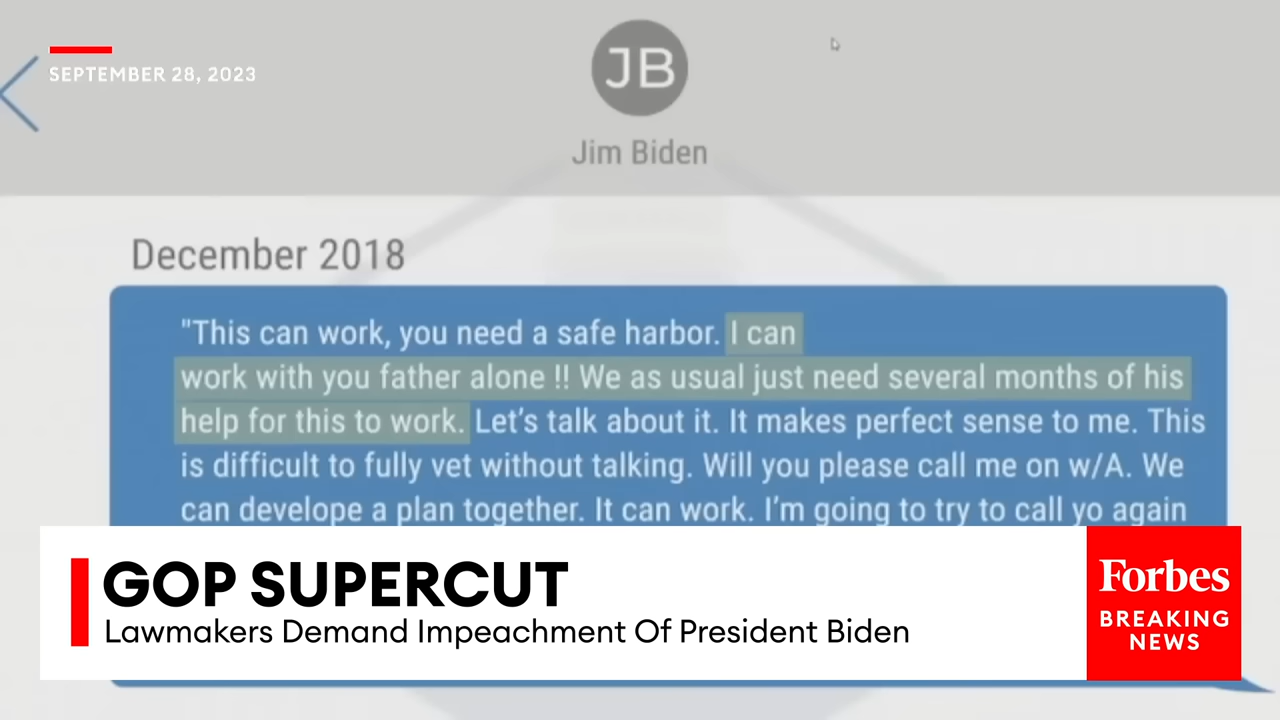 SEPTEMBER 28, 2023
JB
Jim Biden
December 2018
"This can work, you need a safe harbor. I can
work with you father alone !! We as usual just need several months of his
help for this to work. Let's talk about it. It makes perfect sense to me. This
is difficult to fully vet without talking. Will you please call me on w/A. We
can develope a plan together. It can work. I'm going to try to call yo again
GOP SUPERCUT
Lawmakers Demand Impeachment Of President Biden
Forbes
BREAKING
NEWS